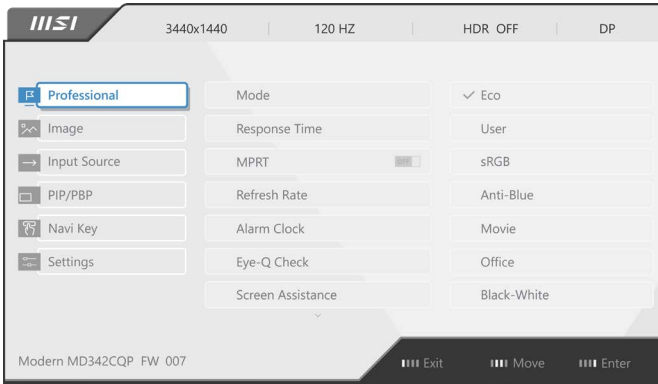 msi
3440x1440 120 HZ HDR OFF DP
Professional Mode Eco
Image Response Time User
Input Source MPRT OFF sRGB
PIP/PBP Refresh Rate Anti-Blue
Navi Key Alarm Clock Movie
Settings Eye-Q Check Office
Screen Assistance Black-White
Modern MD342CQP FW 007 Exit Move Enter